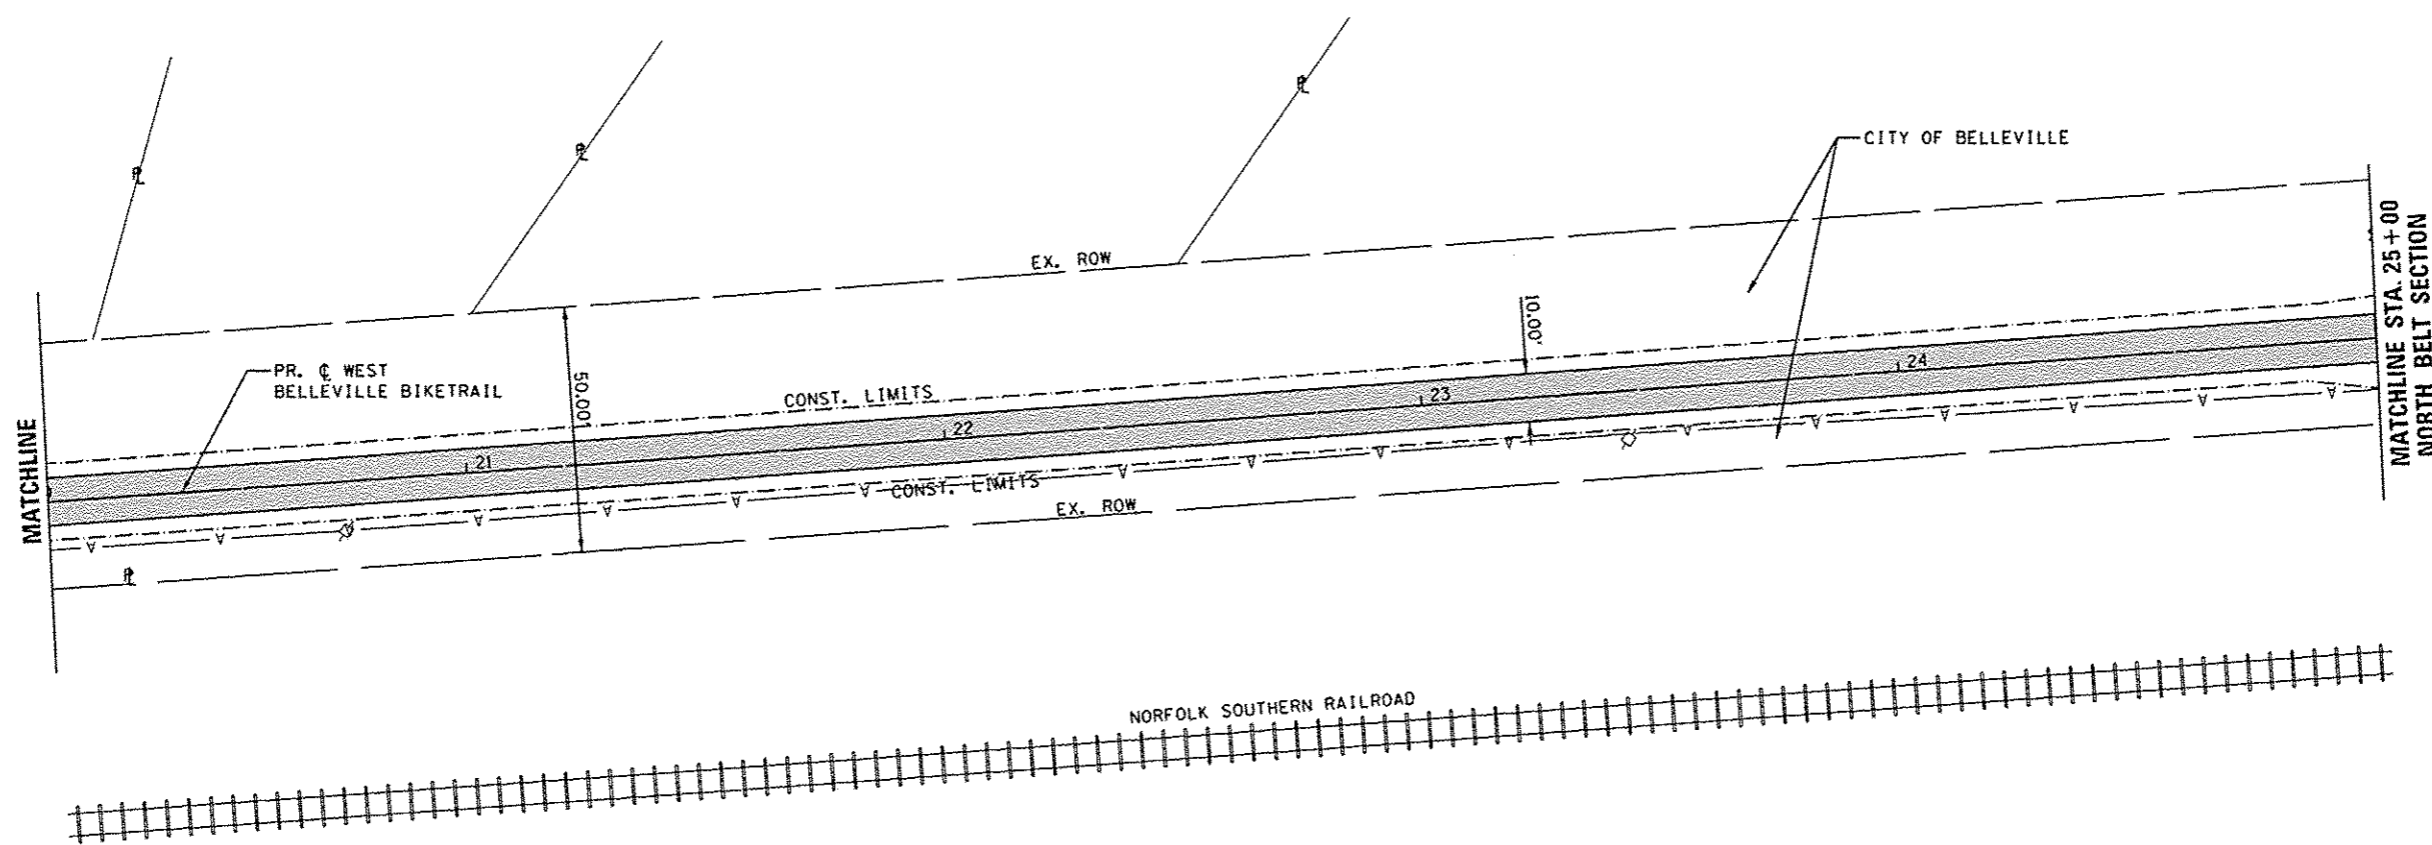 CITY OF BELLEVILLE
EX. ROW
MATCHLINE STA. 25+00
NORTH BELT SECTION
10.00'
PR. ℄ WEST
BELLEVILLE BIKETRAIL
50.00'
CONST. LIMITS
21
22
23
24
MATCHLINE
CONST. LIMITS
EX. ROW
NORFOLK SOUTHERN RAILROAD